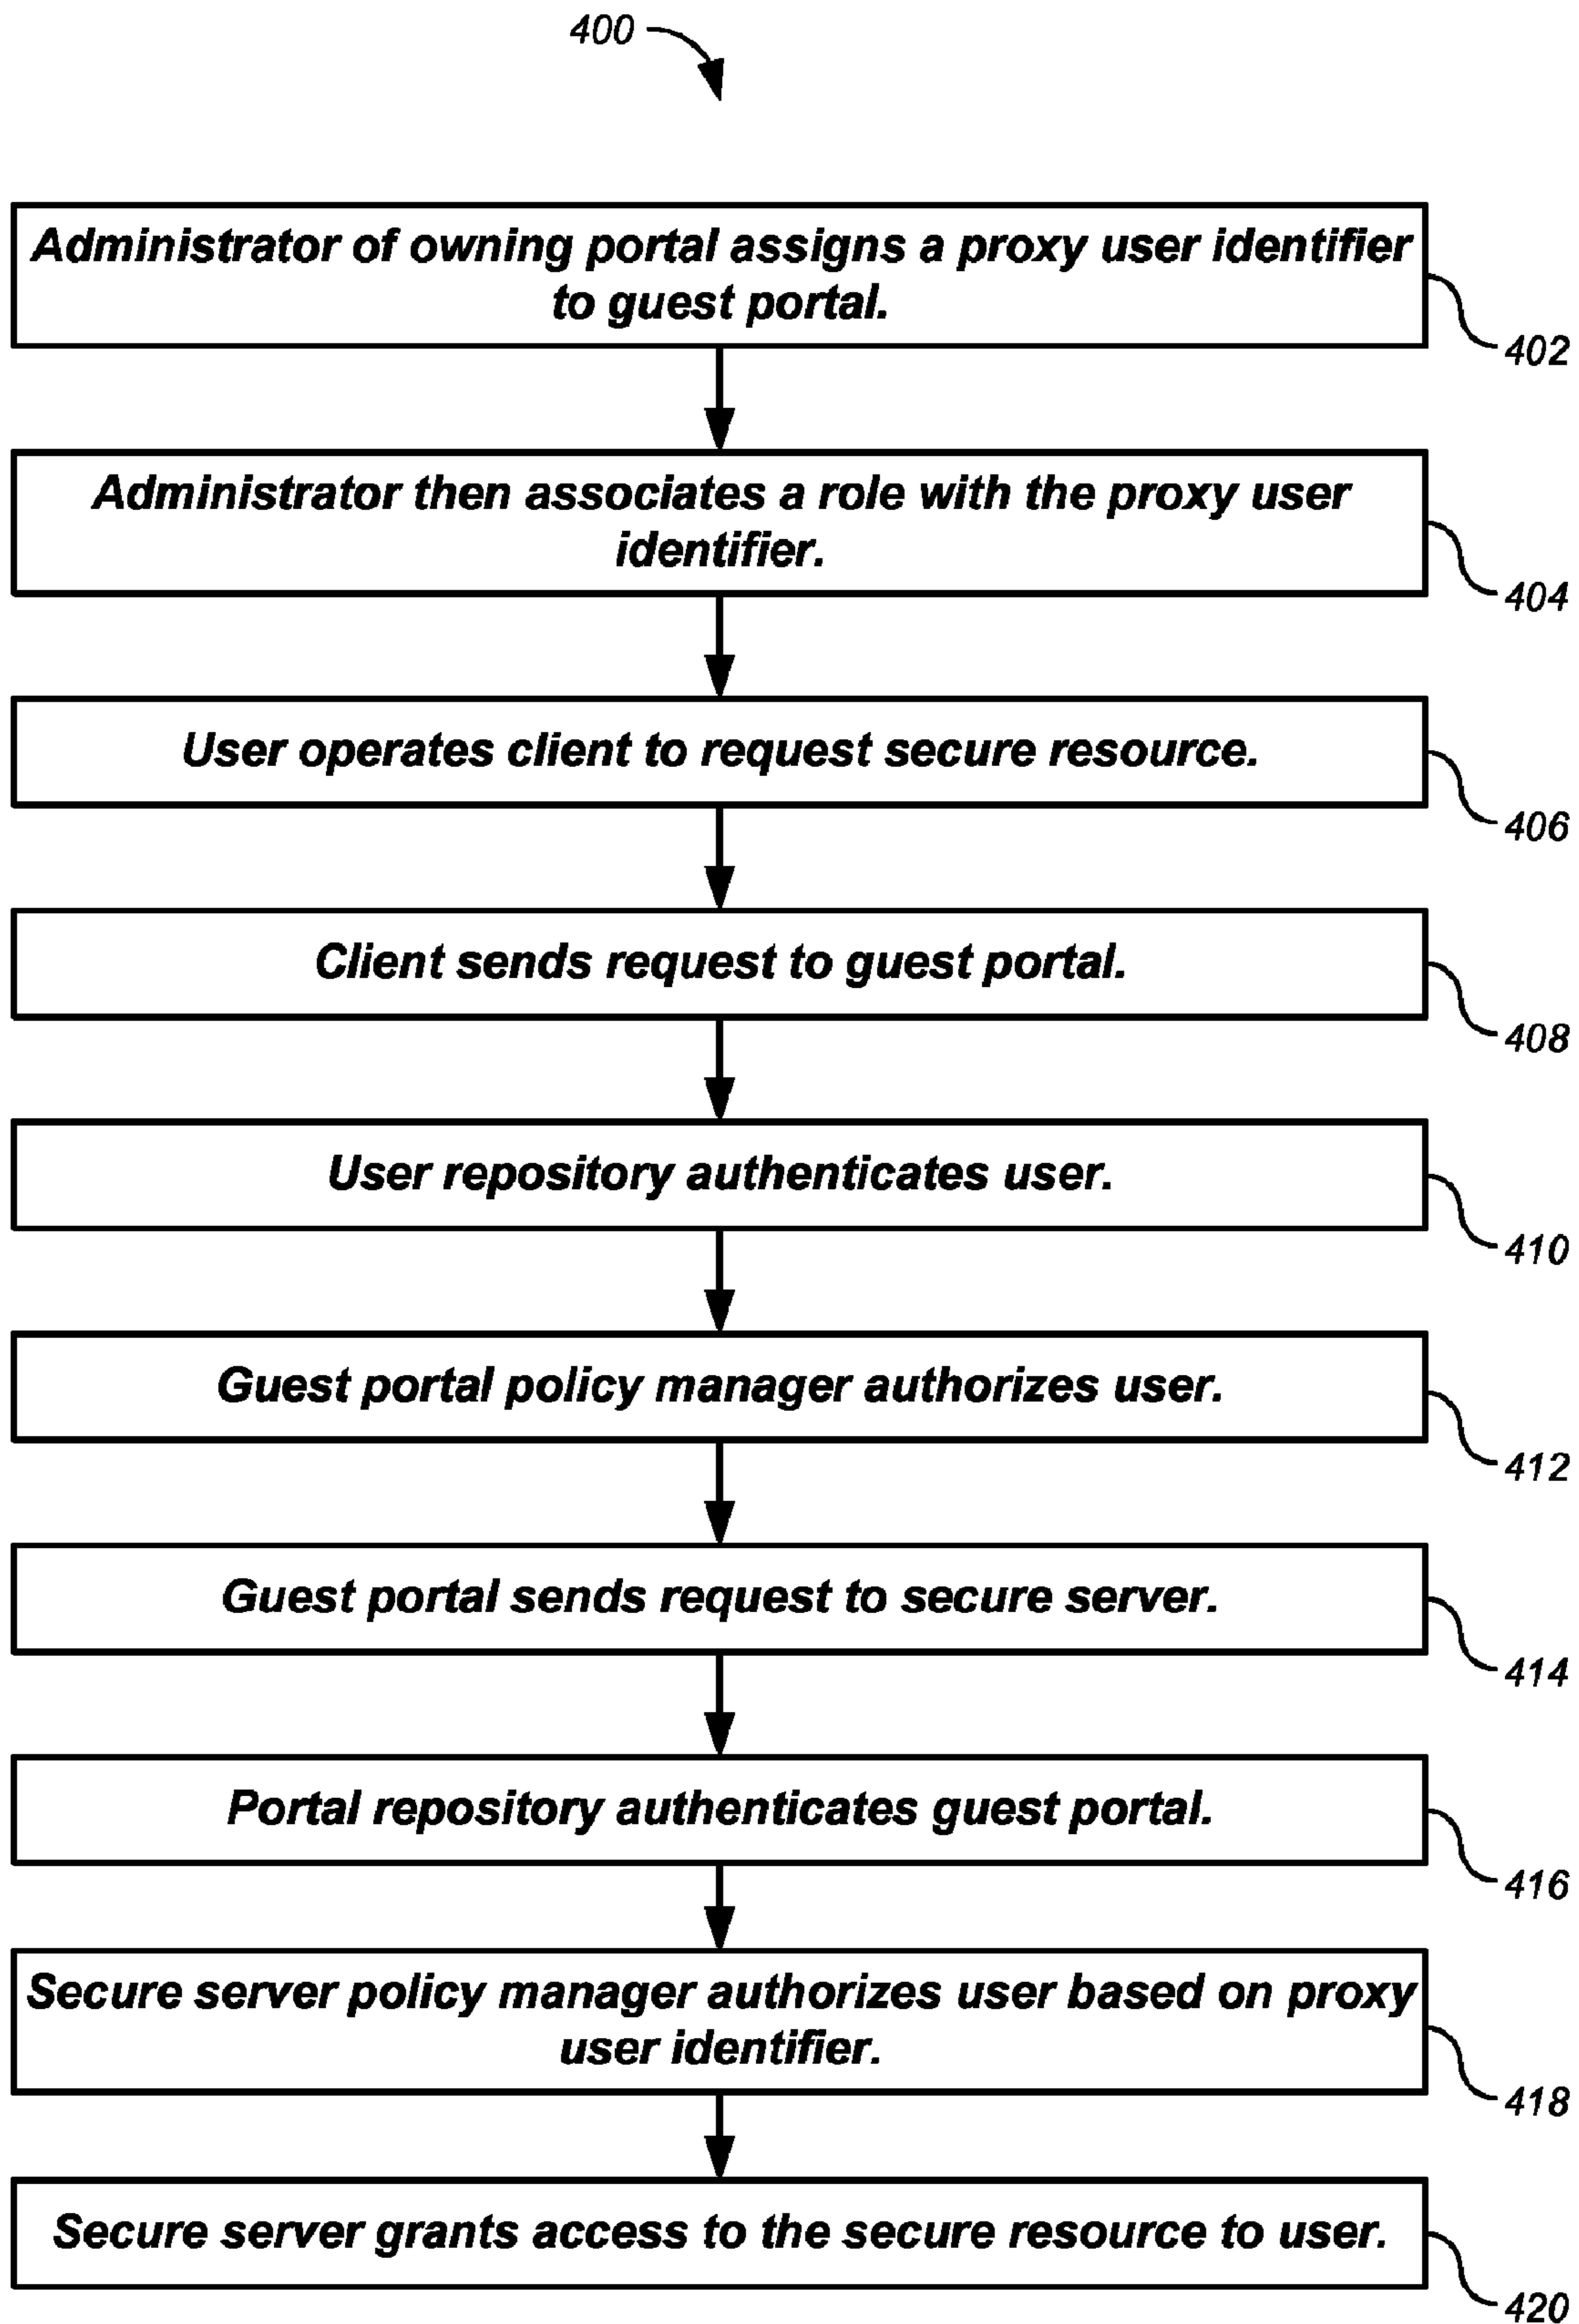 400
Administrator of owning portal assigns a proxy user identifier
to guest portal.
402
Administrator then associates a role with the proxy user
identifier.
404
User operates client to request secure resource.
406
Client sends request to guest portal.
408
User repository authenticates user.
410
Guest portal policy manager authorizes user.
412
Guest portal sends request to secure server.
414
Portal repository authenticates guest portal.
416
Secure server policy manager authorizes user based on proxy
user identifier.
418
Secure server grants access to the secure resource to user.
420